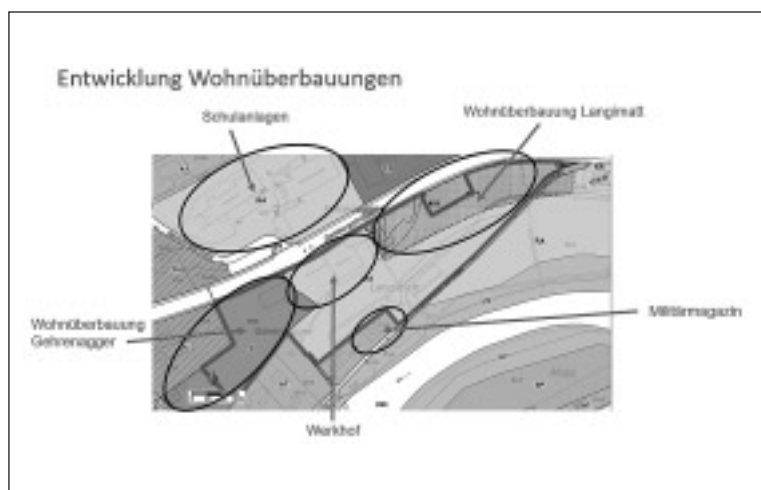 Entwicklung Wohnüberbauungen
Schulanlagen
Wohnüberbauung Langimatt
Wohnüberbauung
Gehrenagger
Militärmagazin
Werkhof